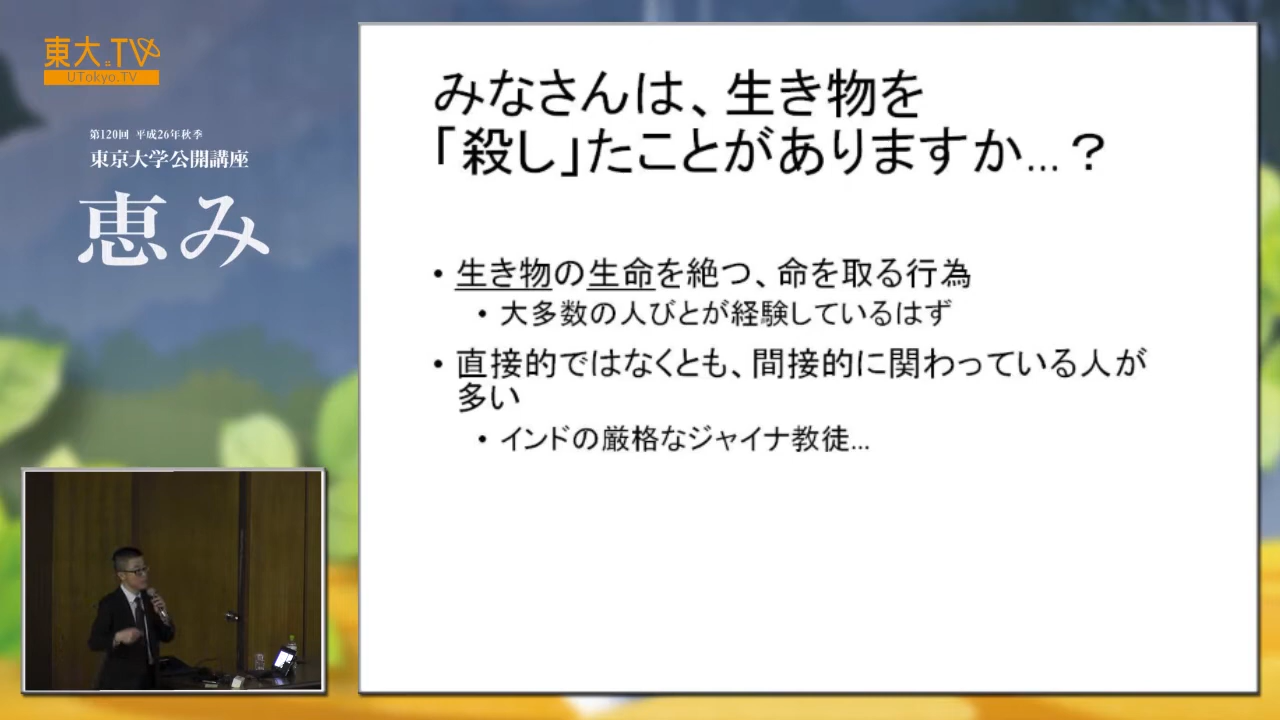 東大.TV
UTokyo.TV
第120回 平成26年秋季
東京大学公開講座
恵み
みなさんは、生き物を
「殺し」たことがありますか…？
• 生き物の生命を絶つ、命を取る行為
• 大多数の人びとが経験しているはず
• 直接的ではなくとも、間接的に関わっている人が
多い
• インドの厳格なジャイナ教徒…